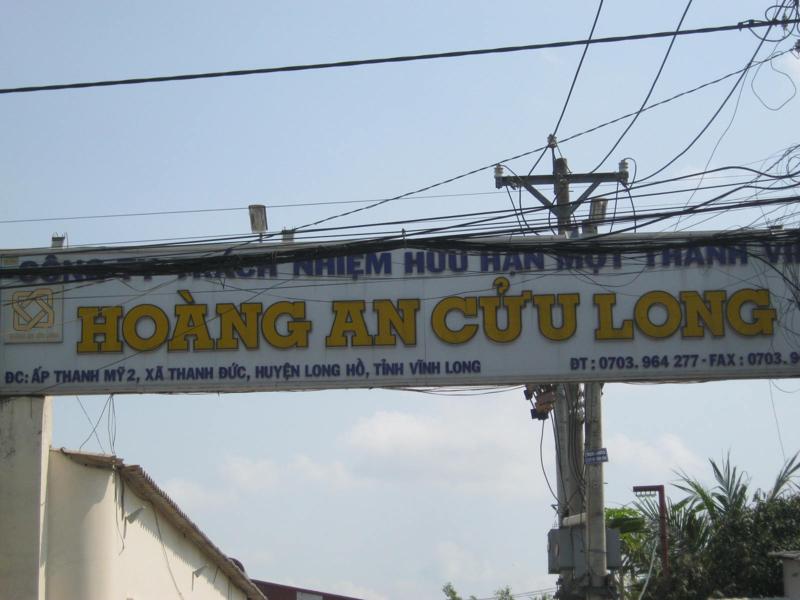 CÔNG TY TRÁCH NHIỆM HỮU HẠN MỘT THÀNH
HOÀNG AN CỬU LONG
ĐC: ẤP THANH MỸ 2, XÃ THANH ĐỨC, HUYỆN LONG HỒ, TỈNH VĨNH LONG
ĐT : 0703. 964 277 - FAX : 0703. 9